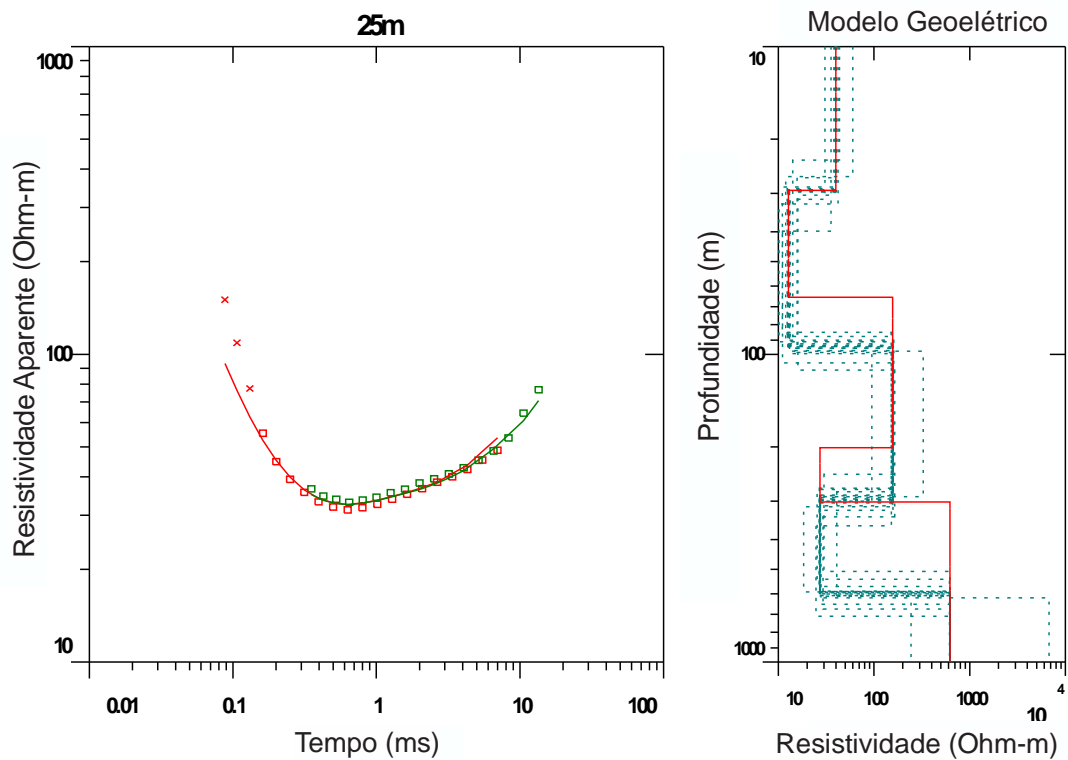 25m
1000
100
10
0.01
0.1
1
10
100
Resistividade Aparente (Ohm-m)
Tempo (ms)
Modelo Geoelétrico
10
100
1000
10
100
1000
10
4
Profundidade (m)
Resistividade (Ohm-m)